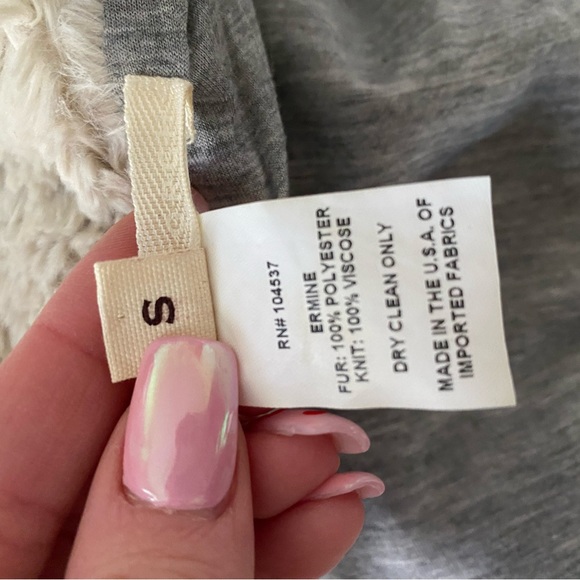 S
RN# 104537
ERMINE
FUR: 100% POLYESTER
KNIT: 100% VISCOSE
DRY CLEAN ONLY
MADE IN THE U.S.A. OF
IMPORTED FABRICS